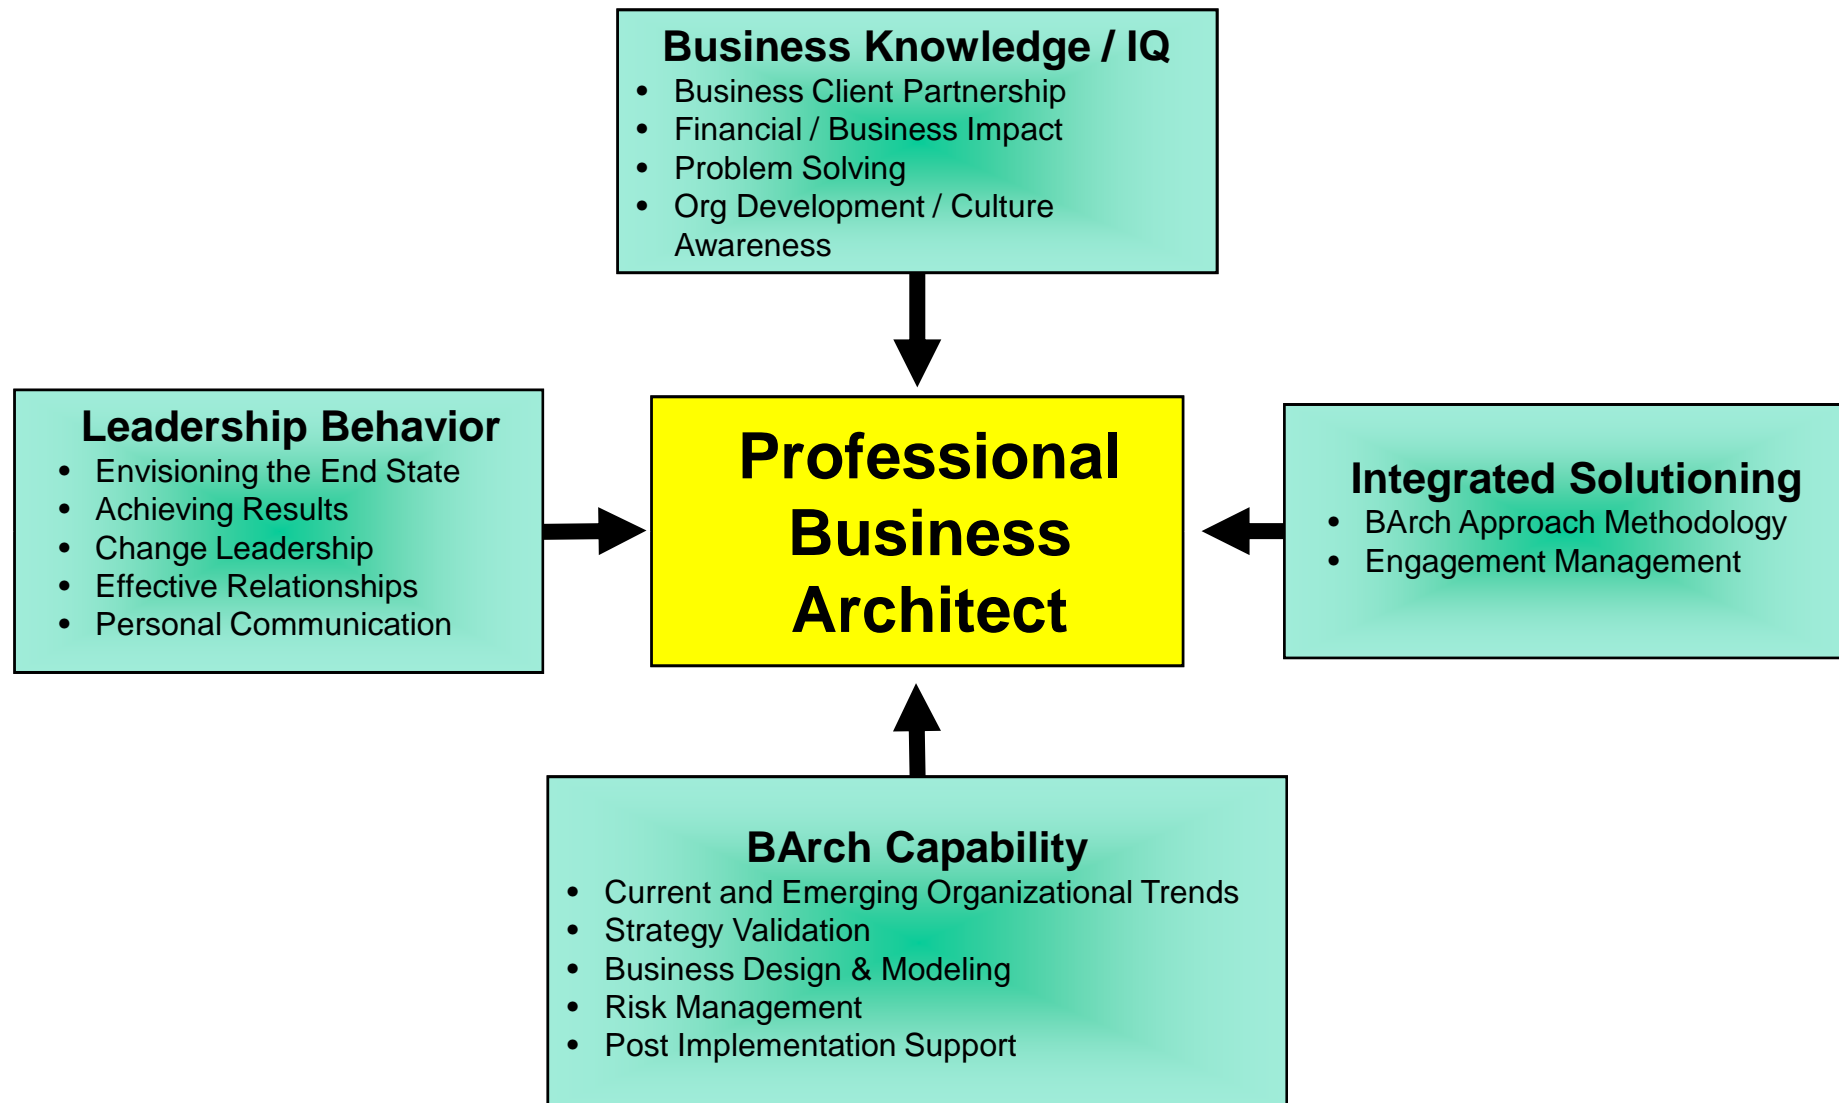 Business Knowledge / IQ
• Business Client Partnership
• Financial / Business Impact
• Problem Solving
• Org Development / Culture
Awareness
Leadership Behavior
• Envisioning the End State
• Achieving Results
• Change Leadership
• Effective Relationships
• Personal Communication
Professional
Business
Architect
Integrated Solutioning
• BArch Approach Methodology
• Engagement Management
BArch Capability
• Current and Emerging Organizational Trends
• Strategy Validation
• Business Design & Modeling
• Risk Management
• Post Implementation Support